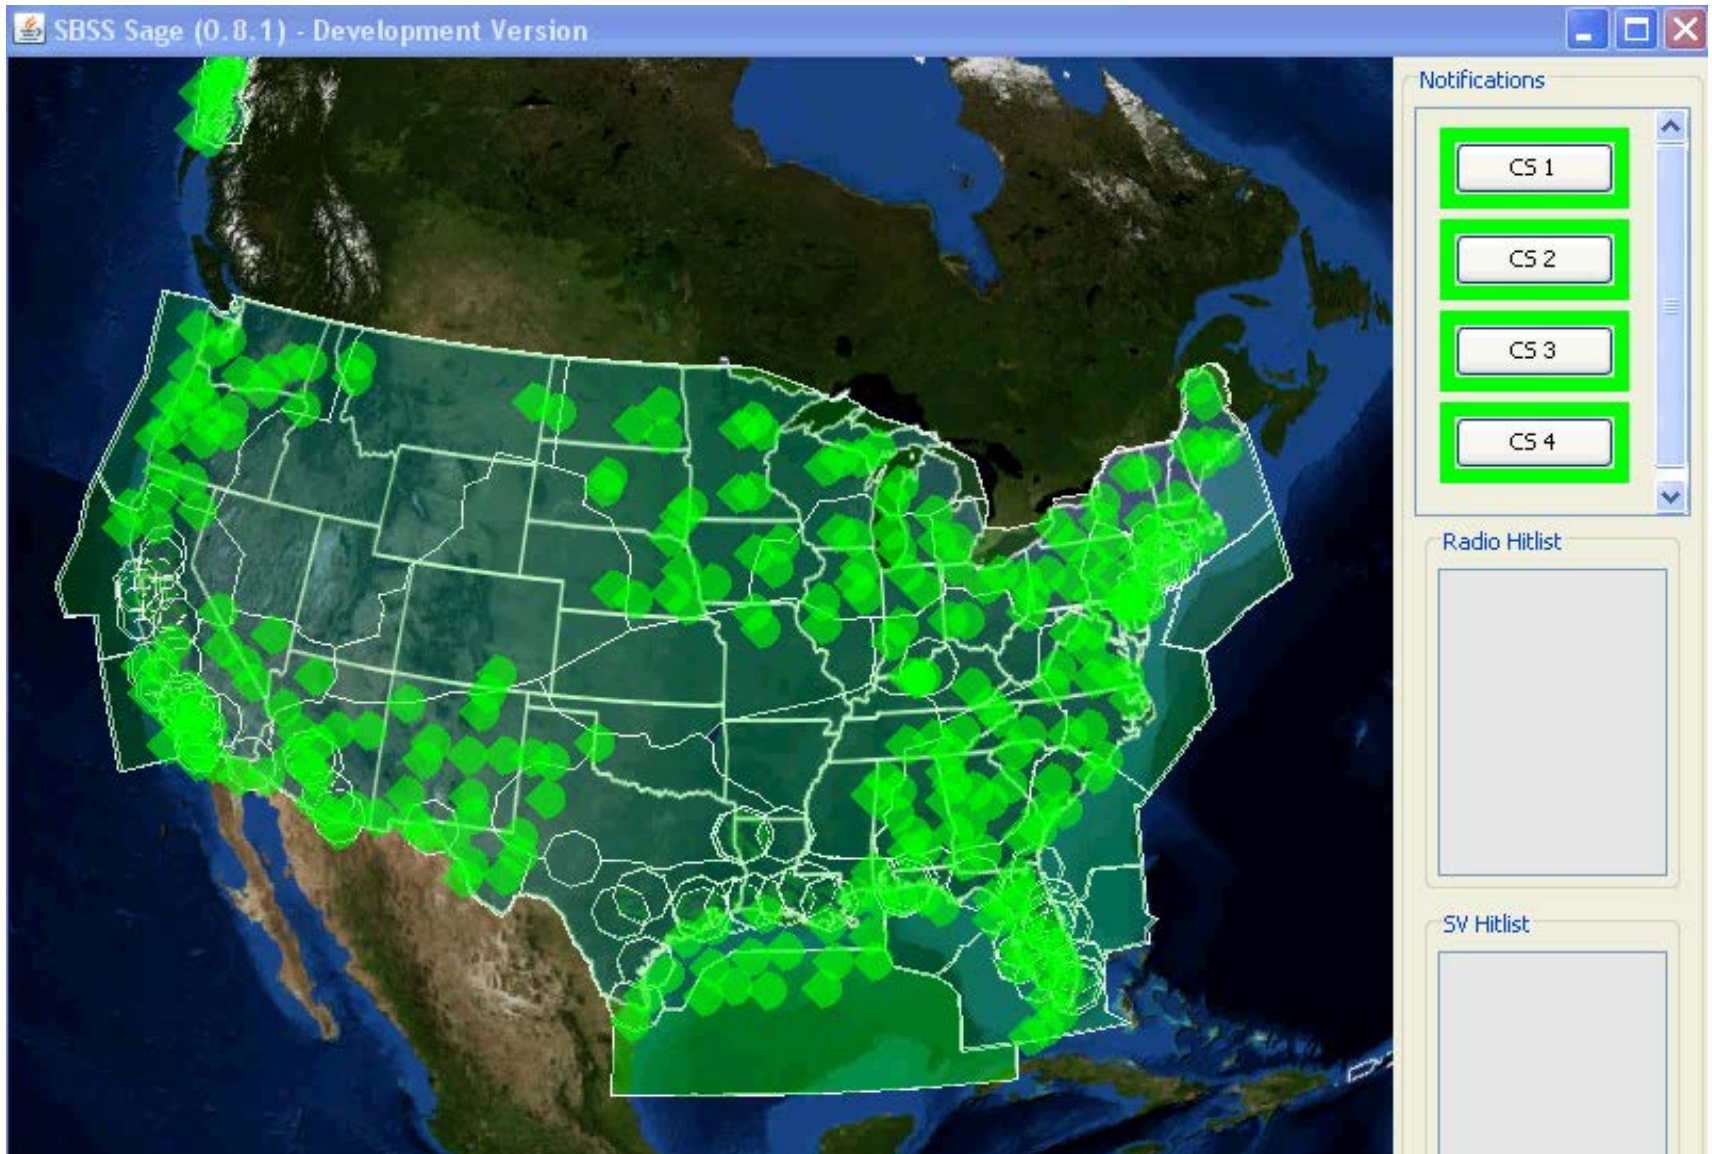 SBSS Sage (0.8.1) - Development Version
Notifications
CS 1
CS 2
CS 3
CS 4
Radio Hitlist
SV Hitlist